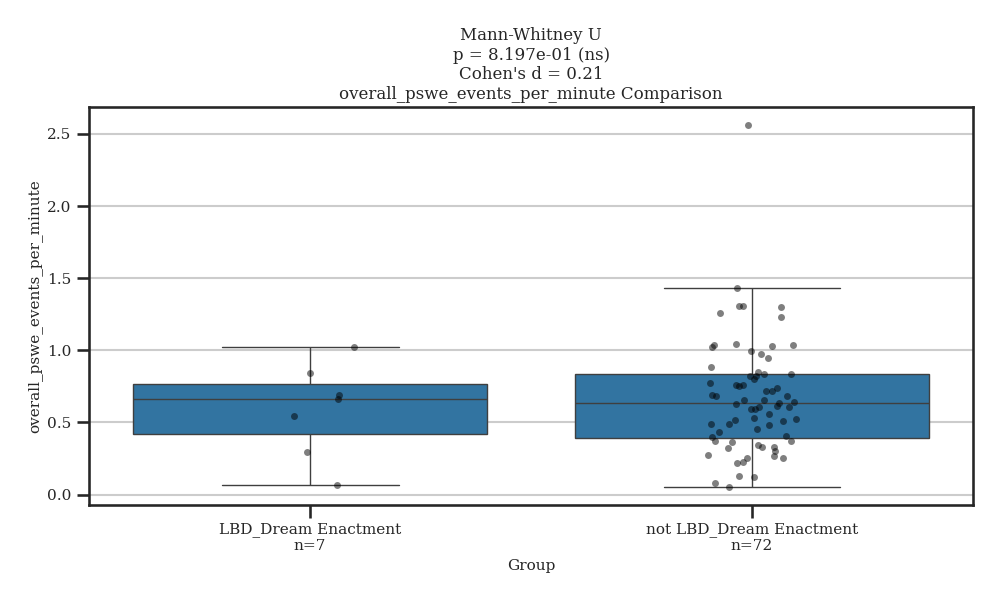 Mann-Whitney U
p = 8.197e-01 (ns)
Cohen's d = 0.21
overall_pswe_events_per_minute Comparison
overall_pswe_events_per_minute
2.5
2.0
1.5
1.0
0.5
0.0
LBD_Dream Enactment
n=7
not LBD_Dream Enactment
n=72
Group